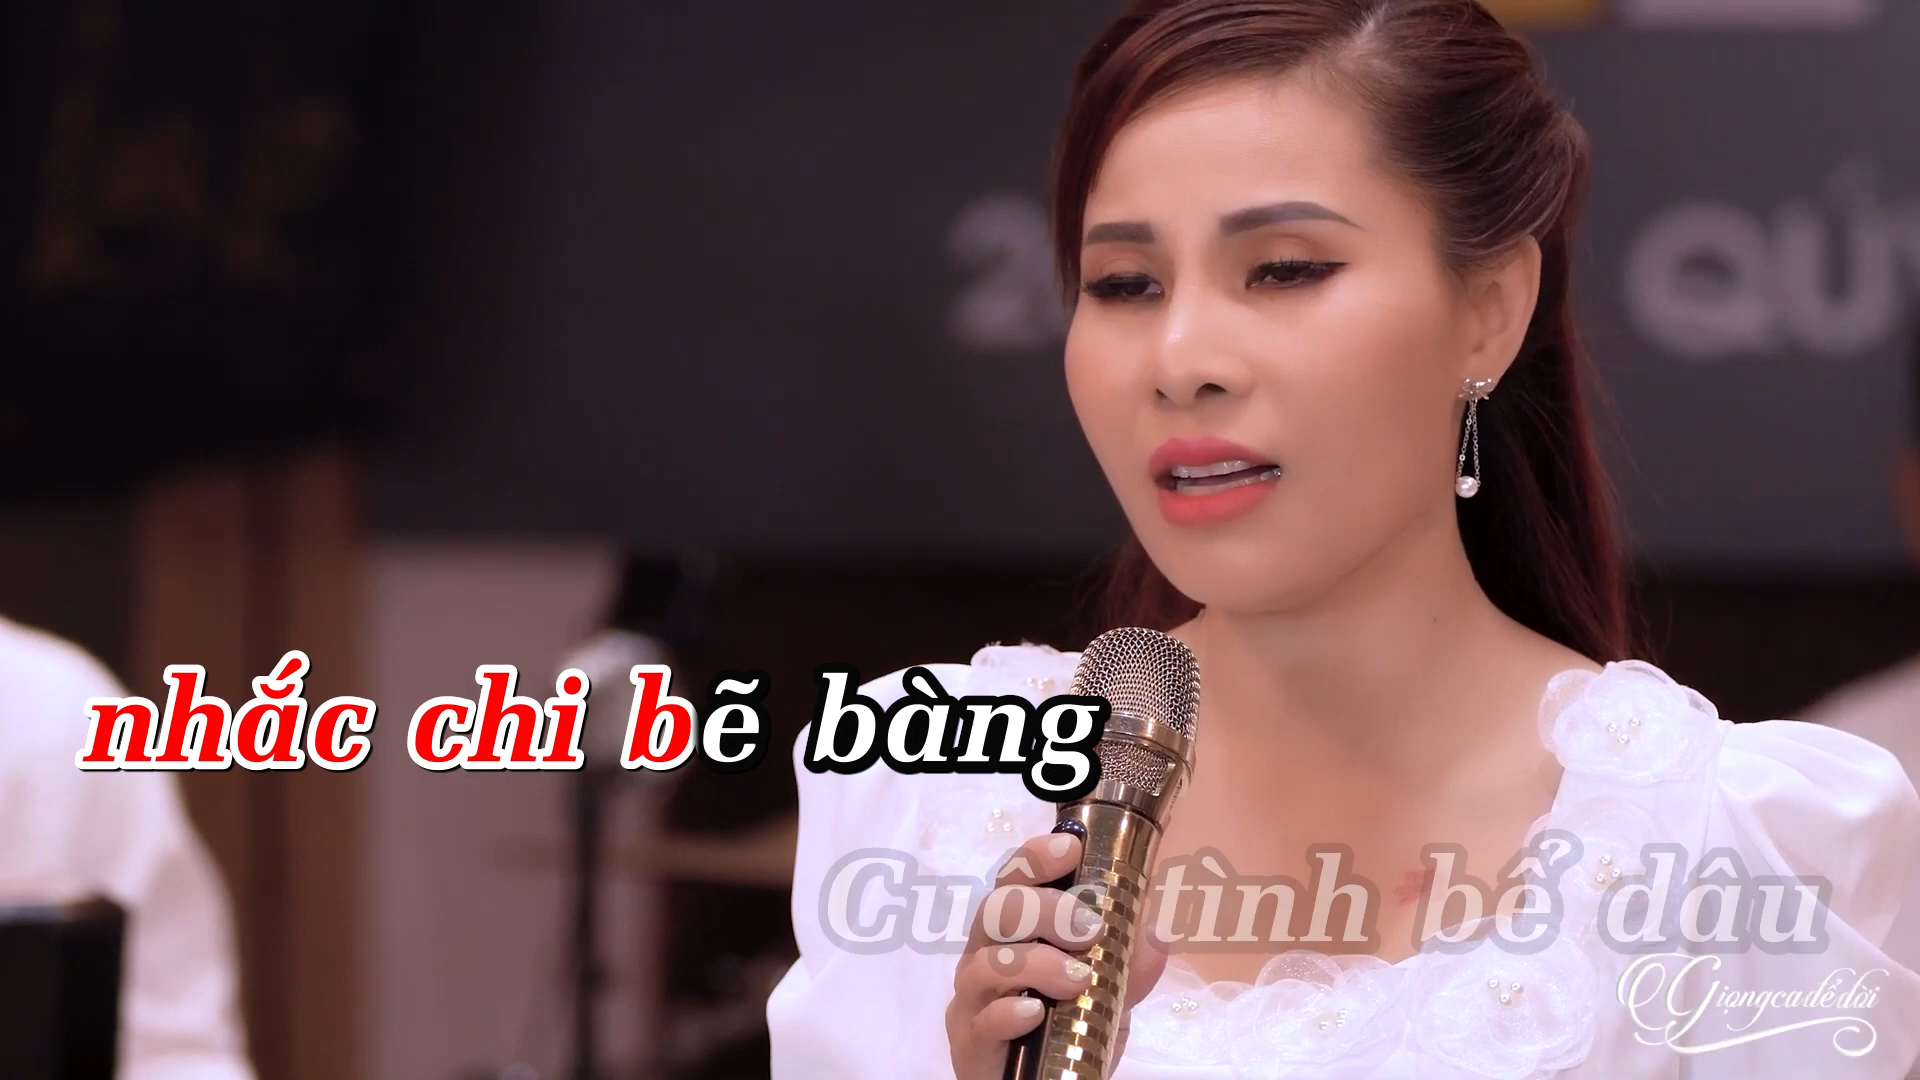 nhắc chi bẽ bàng
Cuộc tình bể dâu
Giọng ca để đời